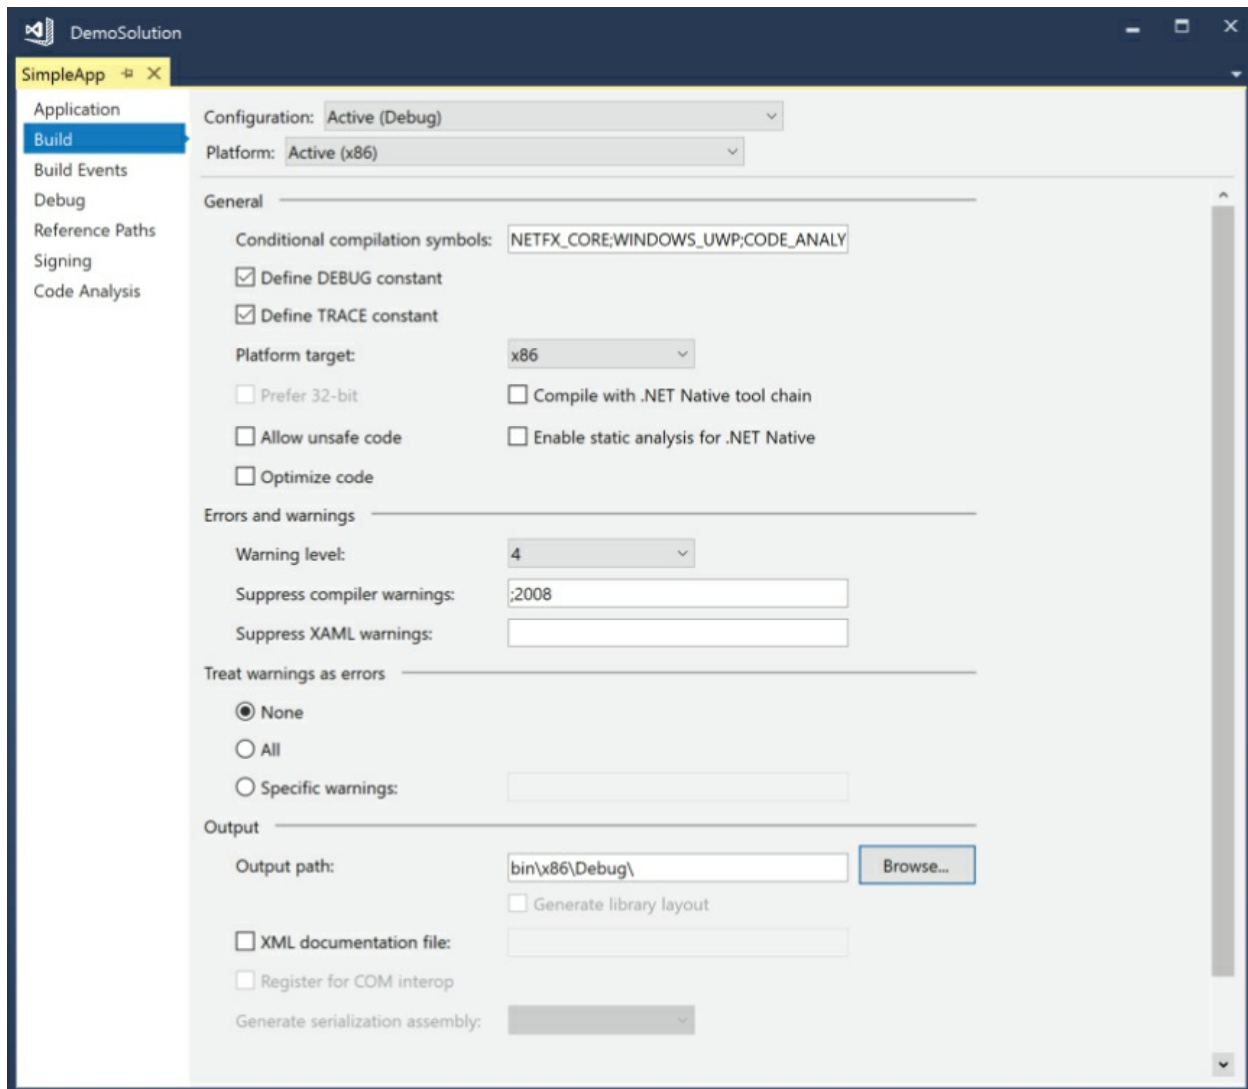 DemoSolution
SimpleApp
Application
Build
Build Events
Debug
Reference Paths
Signing
Code Analysis
Configuration: Active (Debug)
Platform: Active (x86)
General
Conditional compilation symbols: NETFX_CORE;WINDOWS_UWP;CODE_ANALY
Define DEBUG constant
Define TRACE constant
Platform target: x86
Prefer 32-bit Compile with .NET Native tool chain
Allow unsafe code Enable static analysis for .NET Native
Optimize code
Errors and warnings
Warning level: 4
Suppress compiler warnings: ;2008
Suppress XAML warnings:
Treat warnings as errors
None
All
Specific warnings:
Output
Output path: bin\x86\Debug\ Browse...
Generate library layout
XML documentation file:
Register for COM interop
Generate serialization assembly: